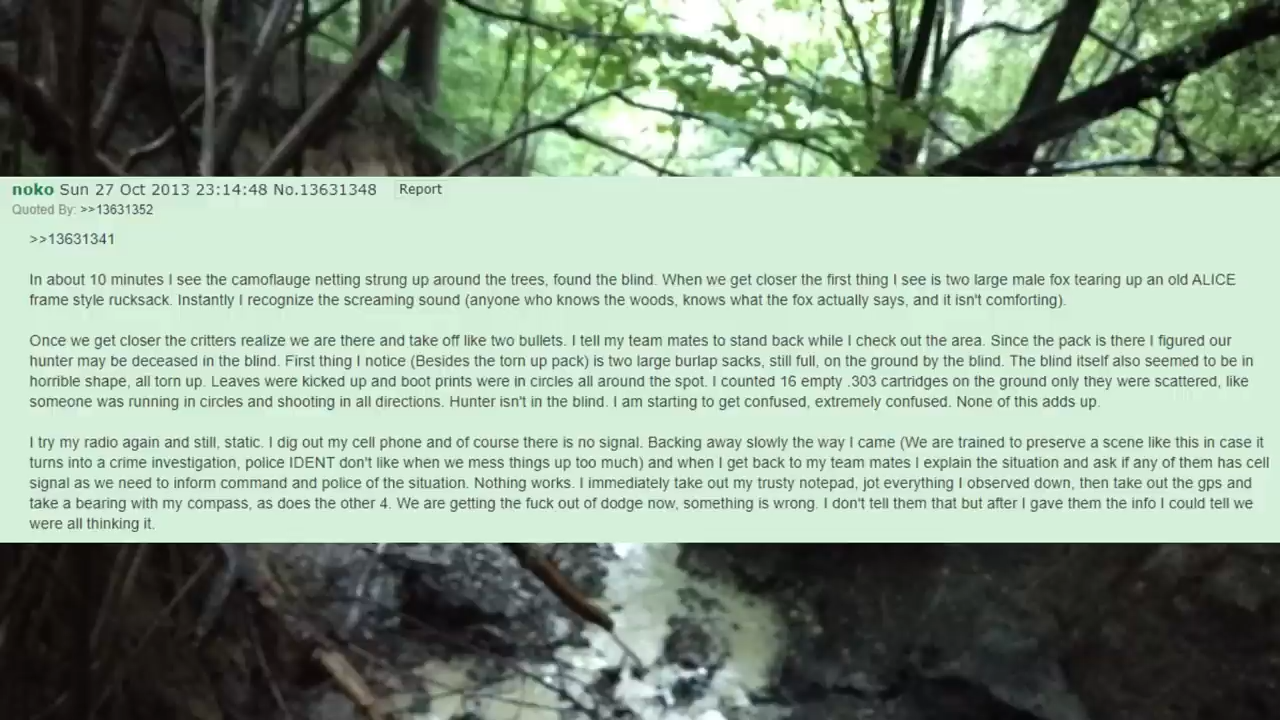 noko Sun 27 Oct 2013 23:14:48 No.13631348 Report
Quoted By: >>13631352
>>13631341
In about 10 minutes I see the camoflauge netting strung up around the trees, found the blind. When we get closer the first thing I see is two large male fox tearing up an old ALICE
frame style rucksack. Instantly I recognize the screaming sound (anyone who knows the woods, knows what the fox actually says, and it isn't comforting).
Once we get closer the critters realize we are there and take off like two bullets. I tell my team mates to stand back while I check out the area. Since the pack is there I figured our
hunter may be deceased in the blind. First thing I notice (Besides the torn up pack) is two large burlap sacks, still full, on the ground by the blind. The blind itself also seemed to be in
horrible shape, all torn up. Leaves were kicked up and boot prints were in circles all around the spot. I counted 16 empty .303 cartridges on the ground only they were scattered, like
someone was running in circles and shooting in all directions. Hunter isn't in the blind. I am starting to get confused, extremely confused. None of this adds up.
I try my radio again and still, static. I dig out my cell phone and of course there is no signal. Backing away slowly the way I came (We are trained to preserve a scene like this in case it
turns into a crime investigation, police IDENT don't like when we mess things up too much) and when I get back to my team mates I explain the situation and ask if any of them has cell
signal as we need to inform command and police of the situation. Nothing works. I immediately take out my trusty notepad, jot everything I observed down, then take out the gps and
take a bearing with my compass, as does the other 4. We are getting the fuck out of dodge now, something is wrong. I don't tell them that but after I gave them the info I could tell we
were all thinking it.